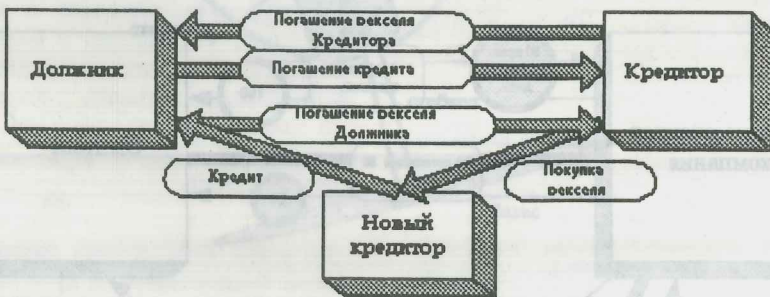 Погашение векселя
Кредитора
Должник
Погашение кредита
Кредитор
Погашение векселя
Должника
Кредит
Покупка
векселя
Новый
кредитор